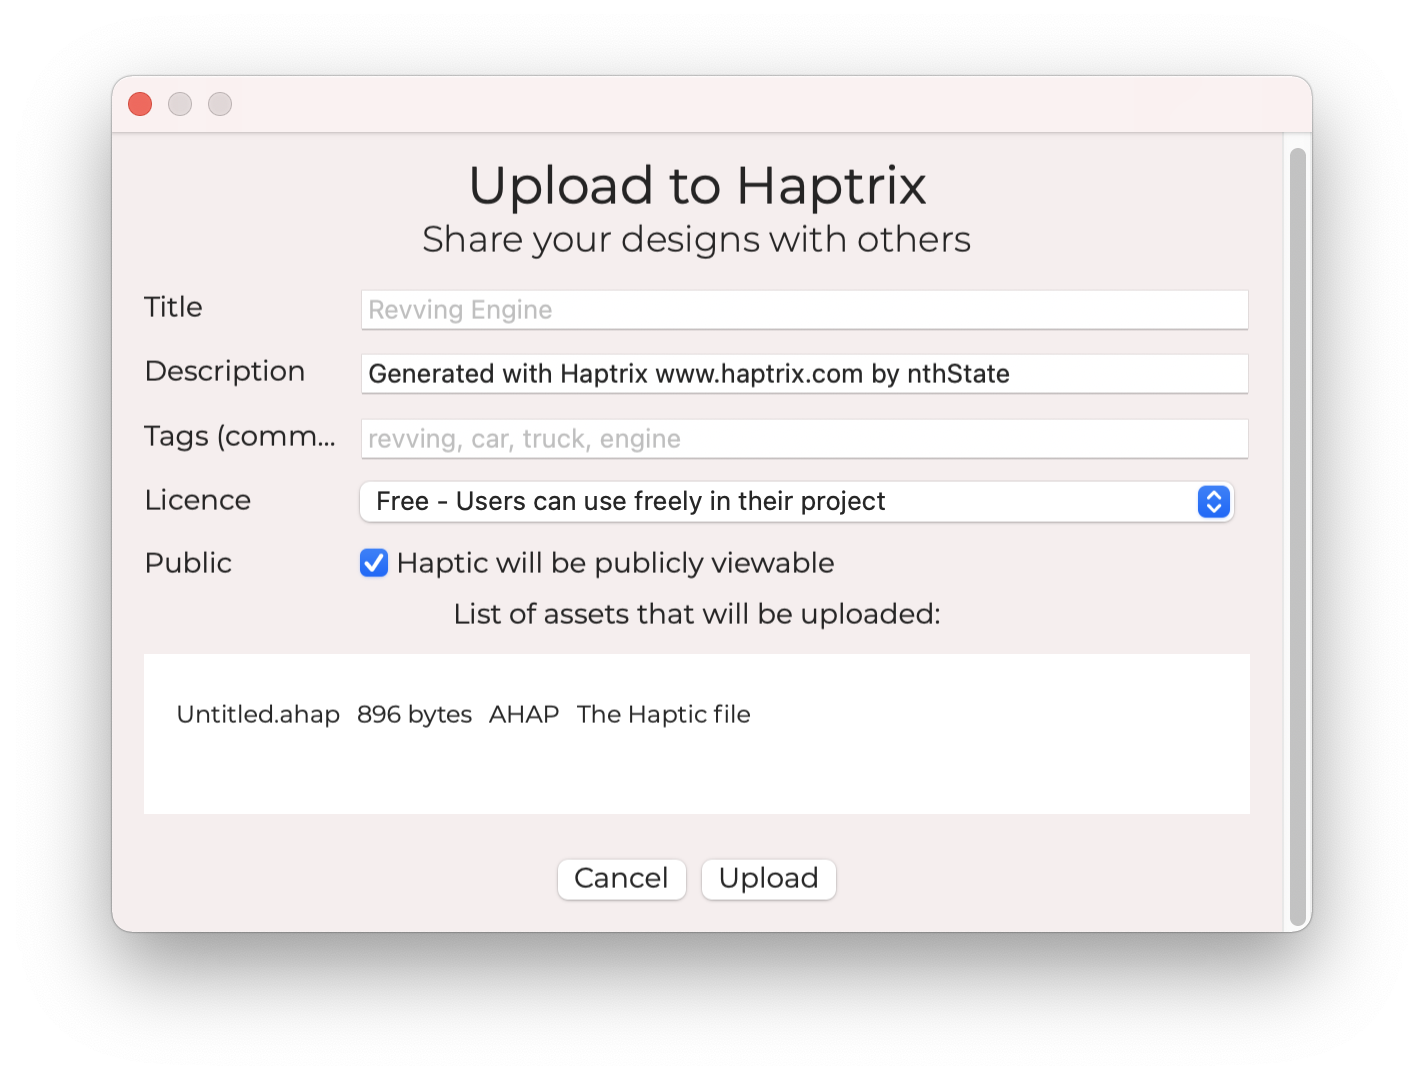 Upload to Haptrix
Share your designs with others
Title Revving Engine
Description Generated with Haptrix www.haptrix.com by nthState
Tags (comm... revving, car, truck, engine
Licence Free - Users can use freely in their project
Public Haptic will be publicly viewable
List of assets that will be uploaded:
Untitled.ahap 896 bytes AHAP The Haptic file
Cancel Upload